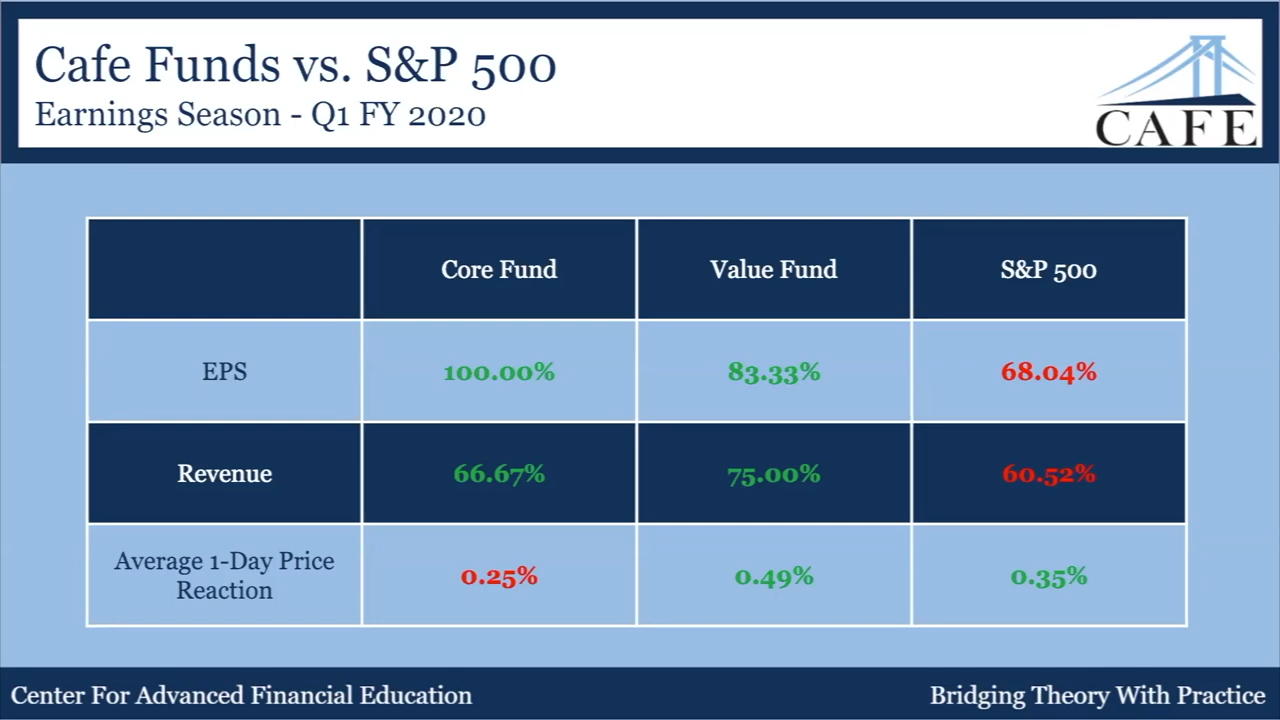 Cafe Funds vs. S&P 500
Earnings Season - Q1 FY 2020
CAFE
Core Fund
Value Fund
S&P 500
EPS
100.00%
83.33%
68.04%
Revenue
66.67%
75.00%
60.52%
Average 1-Day Price
Reaction
0.25%
0.49%
0.35%
Center For Advanced Financial Education
Bridging Theory With Practice